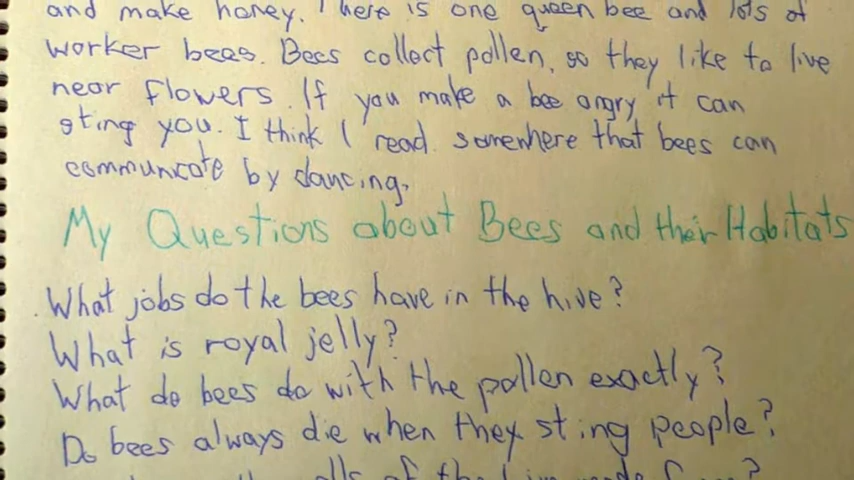 and make honey. There is one queen bee and lots of
worker bees. Bees collect pollen, so they like to live
near flowers. If you make a bee angry it can
sting you. I think I read somewhere that bees can
communicate by dancing.
My Questions about Bees and their Habitats
What jobs do the bees have in the hive?
What is royal jelly?
What do bees do with the pollen exactly?
Do bees always die when they sting people?